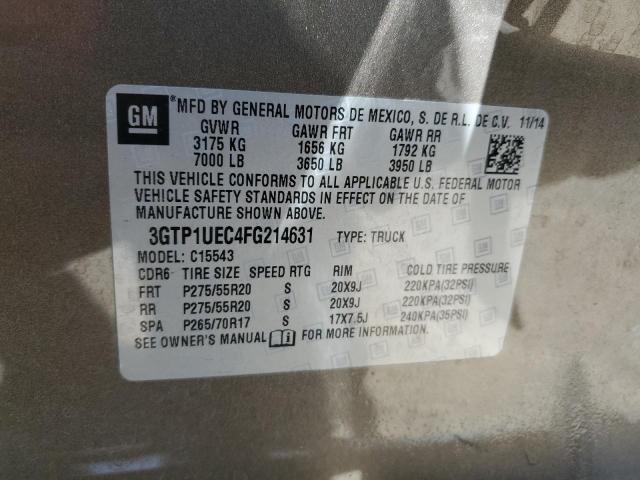 GM
*MFD BY GENERAL MOTORS DE MEXICO, S. DE R.L. DE C.V. 11/14
GVWR GAWR FRT GAWR RR
3175 KG 1656 KG 1792 KG
7000 LB 3650 LB 3950 LB
THIS VEHICLE CONFORMS TO ALL APPLICABLE U.S. FEDERAL MOTOR
VEHICLE SAFETY STANDARDS IN EFFECT ON THE DATE OF
MANUFACTURE SHOWN ABOVE.
3GTP1UEC4FG214631 TYPE: TRUCK
MODEL: C15543
CDR6 TIRE SIZE SPEED RTG RIM COLD TIRE PRESSURE
FRT P275/55R20 S 20X9J 220KPA(32PSI)
RR P275/55R20 S 20X9J 220KPA(32PSI)
SPA P265/70R17 S 17X7.5J 240KPA(35PSI)
SEE OWNER'S MANUAL FOR MORE INFORMATION.